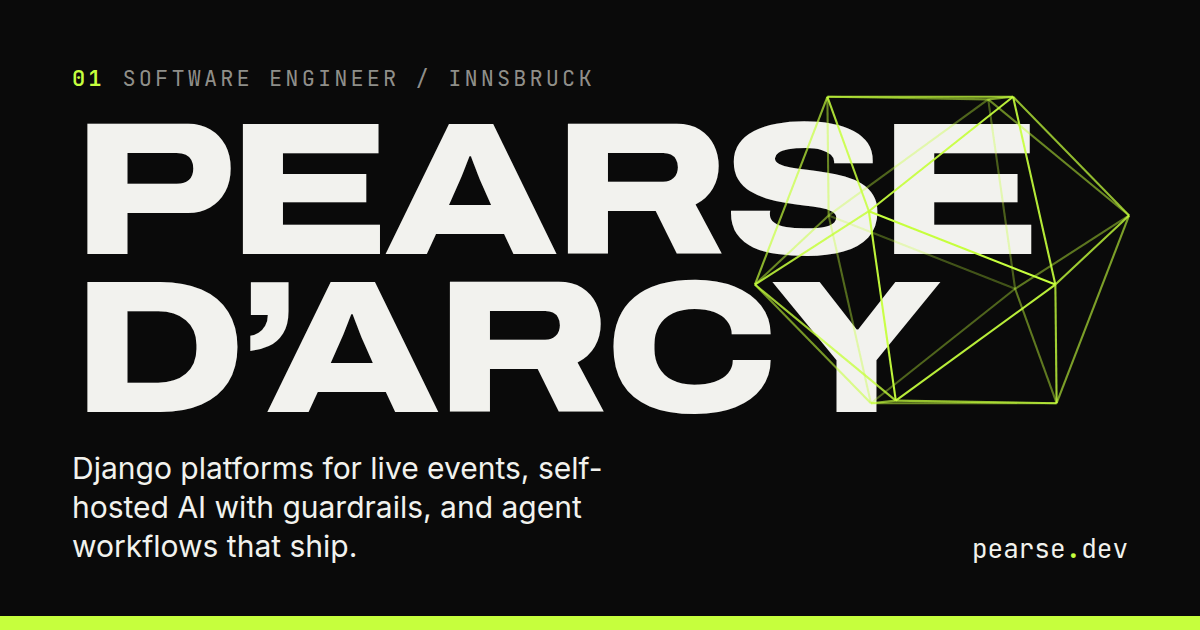 01 SOFTWARE ENGINEER / INNSBRUCK
PEARSE
D’ARCY
Django platforms for live events, self-
hosted AI with guardrails, and agent
workflows that ship.
pearse.dev